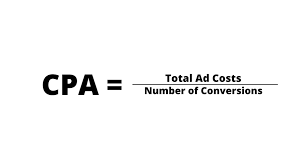 CPA =
Total Ad Costs
Number of Conversions